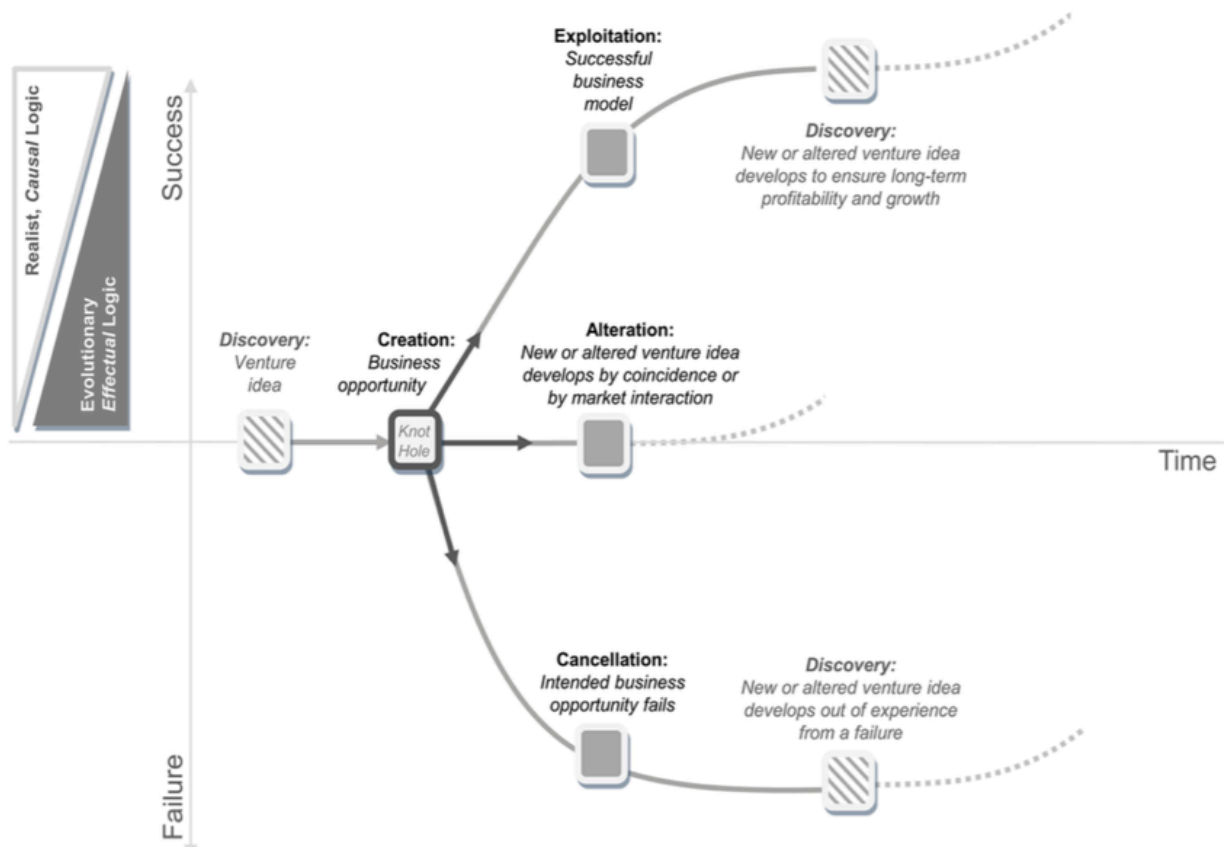 Realist, Causal Logic
Evolutionary
Effectual Logic
Success
Failure
Time
Discovery:
Venture
idea
Creation:
Business
opportunity
Knot
Hole
Exploitation:
Successful
business
model
Discovery:
New or altered venture idea
develops to ensure long-term
profitability and growth
Alteration:
New or altered venture idea
develops by coincidence or
by market interaction
Cancellation:
Intended business
opportunity fails
Discovery:
New or altered venture idea
develops out of experience
from a failure